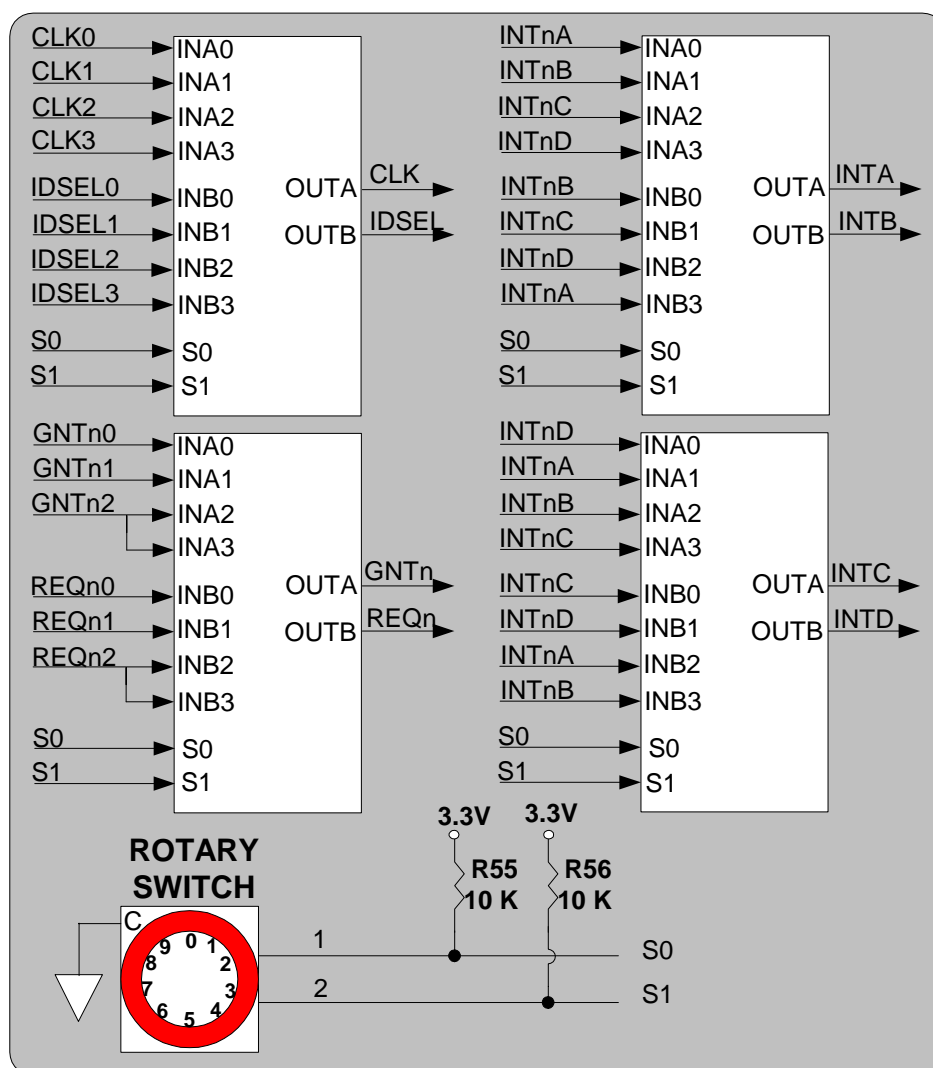 CLK0
CLK1
CLK2
CLK3
IDSEL0
IDSEL1
IDSEL2
IDSEL3
S0
S1
INA0
INA1
INA2
INA3
INB0
INB1
INB2
INB3
S0
S1
OUTA
OUTB
CLK
IDSEL
INTnA
INTnB
INTnC
INTnD
INTnB
INTnC
INTnD
INTnA
S0
S1
INA0
INA1
INA2
INA3
INB0
INB1
INB2
INB3
S0
S1
OUTA
OUTB
INTA
INTB
GNTn0
GNTn1
GNTn2
REQn0
REQn1
REQn2
S0
S1
INA0
INA1
INA2
INA3
INB0
INB1
INB2
INB3
S0
S1
OUTA
OUTB
GNTn
REQn
INTnD
INTnA
INTnB
INTnC
INTnC
INTnD
INTnA
INTnB
S0
S1
INA0
INA1
INA2
INA3
INB0
INB1
INB2
INB3
S0
S1
OUTA
OUTB
INTC
INTD
ROTARY
SWITCH
C
0
1
2
3
4
5
6
7
8
9
1
2
3.3V
R55
10 K
3.3V
R56
10 K
S0
S1